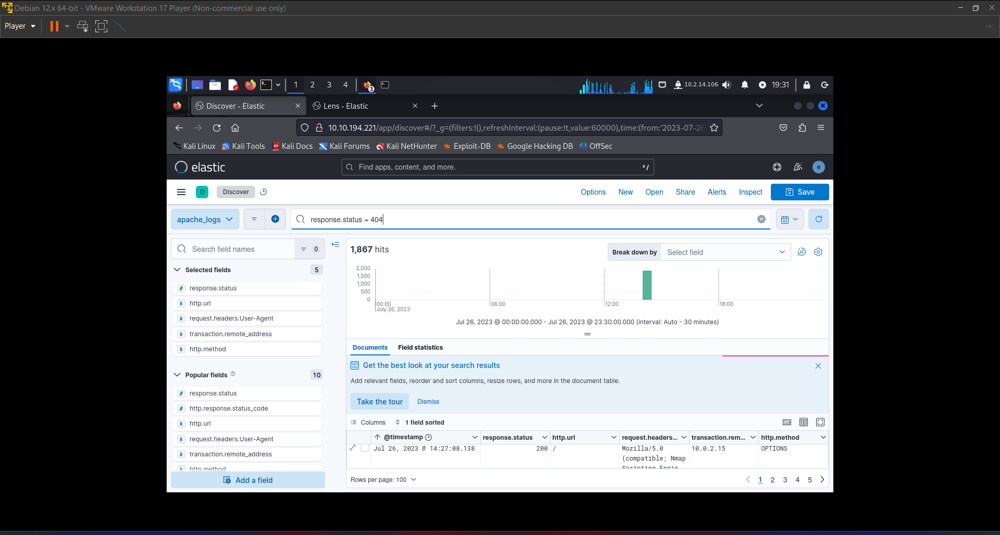 Debian 12.x 64-bit - VMware Workstation 17 Player (Non-commercial use only)
Player
1 2 3 4
3
10.2.14.106
19:31
Discover - Elastic
Lens - Elastic
10.10.194.221/app/discover#/?_g=(filters:!(),refreshInterval:(pause:!t,value:60000),time:(from:'2023-07-26
Kali Linux Kali Tools Kali Docs Kali Forums Kali NetHunter Exploit-DB Google Hacking DB OffSec
elastic
Find apps, content, and more.
^/
e
D
Discover
Options New Open Share Alerts Inspect Save
apache_logs
response.status = 404
Search field names
0
Selected fields 5
# response.status
k http.url
k request.headers.User-Agent
k transaction.remote_address
k http.method
Popular fields 10
# response.status
# http.response.status_code
k http.url
k request.headers.User-Agent
k transaction.remote_address
http.method
Add a field
1,867 hits
Break down by Select field
2,000
1,500
1,000
500
0
00:00 06:00 12:00 18:00
July 26, 2023
Jul 26, 2023 @ 00:00:00.000 - Jul 26, 2023 @ 23:30:00.000 (interval: Auto - 30 minutes)
Documents Field statistics
Get the best look at your search results
Add relevant fields, reorder and sort columns, resize rows, and more in the document table.
Take the tour Dismiss
Columns 1 field sorted
@timestamp response.status http.url request.headers... transaction.rem... http.method
Jul 26, 2023 @ 14:27:08.138 200 / Mozilla/5.0 10.0.2.15 OPTIONS
(compatible; Nmap
Scripting Engin
Rows per page: 100
1 2 3 4 5